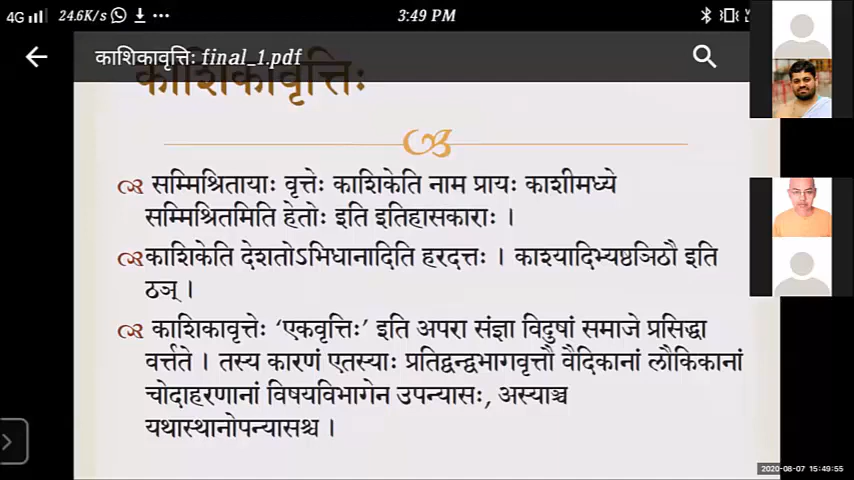 4G 24.6K/s 3:49 PM
काशिकावृत्तिः final_1.pdf
काशिकावृत्तिः
सम्मिश्रितायाः वृत्तेः काशिकेति नाम प्रायः काशीमध्ये
सम्मिश्रितमिति हेतोः इति इतिहासकाराः ।
काशिकेति देशतोऽभिधानादिति हरदत्तः । काश्यादिभ्यष्ठञिठौ इति
ठञ् ।
काशिकावृत्तेः ‘एकवृत्तिः’ इति अपरा संज्ञा विदुषां समाजे प्रसिद्धा
वर्त्तते । तस्य कारणं एतस्याः प्रतिद्वन्द्वभागवृत्तौ वैदिकानां लौकिकानां
चोदाहरणानां विषयविभागेन उपन्यासः, अस्याञ्च
यथास्थानोपन्यासश्च ।
2020-08-07 15:49:55